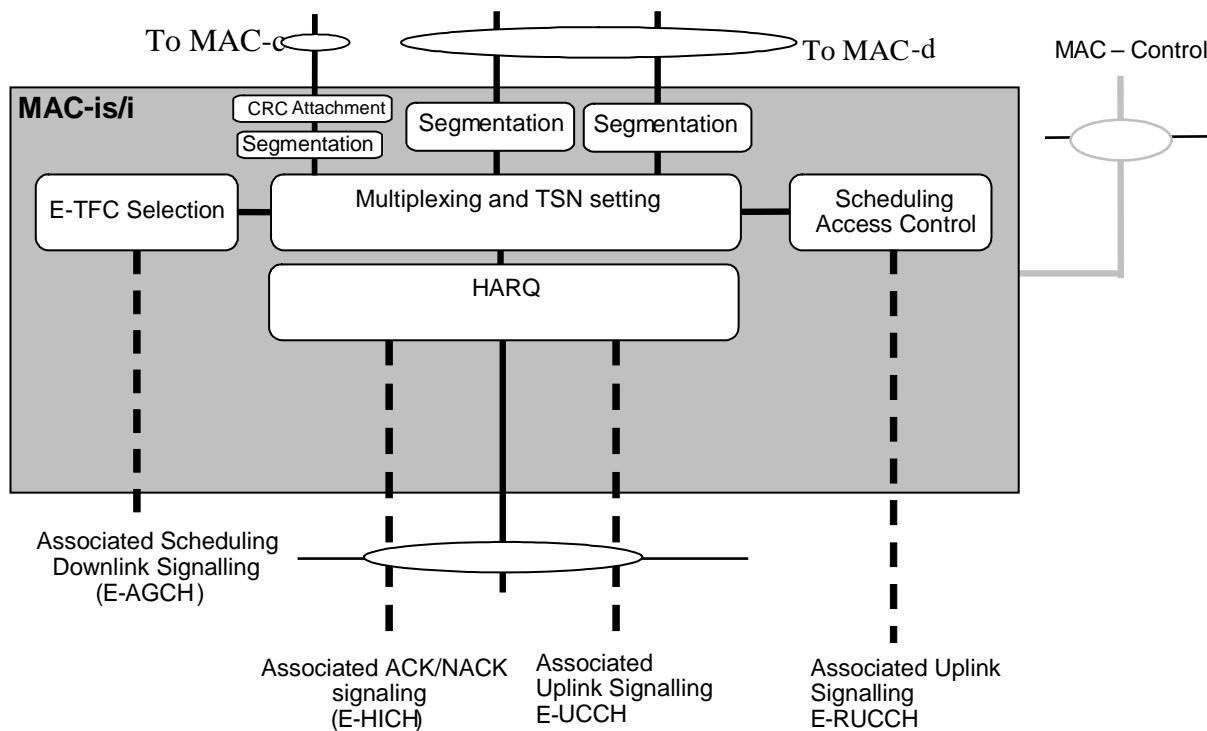 To MAC-c
To MAC-d
MAC – Control
MAC-is/i
CRC Attachment
Segmentation
Segmentation
Segmentation
E-TFC Selection
Multiplexing and TSN setting
Scheduling
Access Control
HARQ
Associated Scheduling
Downlink Signalling
(E-AGCH)
Associated ACK/NACK
signaling
(E-HICH)
Associated
Uplink Signalling
E-UCCH
Associated Uplink
Signalling
E-RUCCH